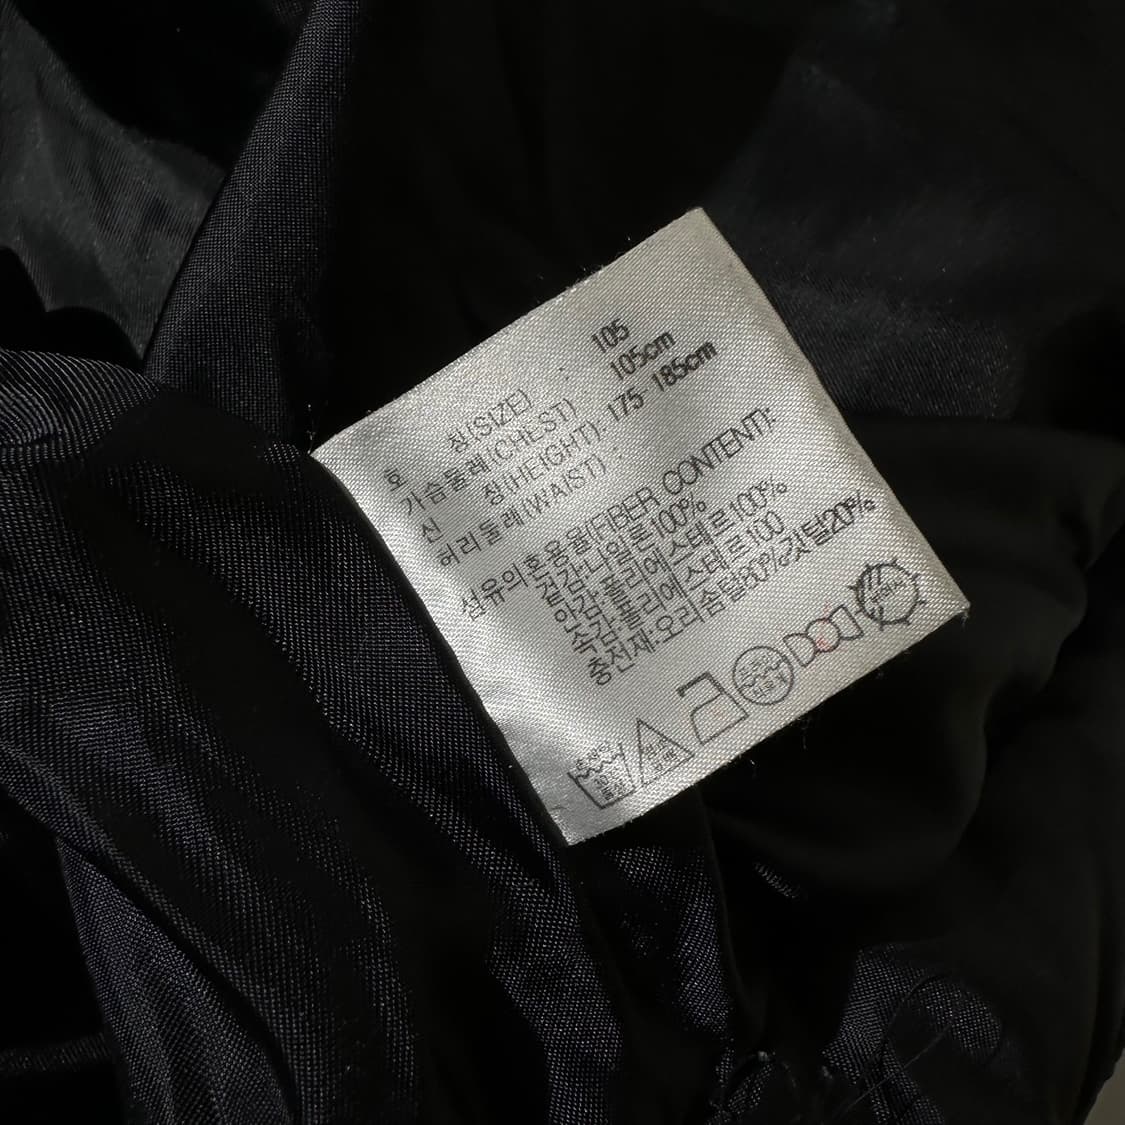 호 칭(SIZE) : 105
가슴둘레(CHEST) 105cm
신 장(HEIGHT): 175 185cm
허리둘레(WAIST) :
섬유의혼용율(FIBER CONTENT):
겉감:나일론100%
안감:폴리에스테르100%
속감:폴리에스테르100
충전재:오리솜털80%깃털20%